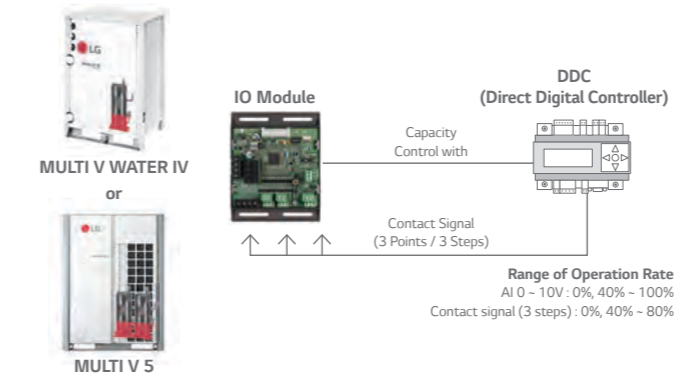 LG
MULTI V WATER IV
or
LG
MULTI V 5
IO Module
DDC
(Direct Digital Controller)
Capacity
Control with
Contact Signal
(3 Points / 3 Steps)
Range of Operation Rate
AI 0 ~ 10V : 0%, 40% ~ 100%
Contact signal (3 steps) : 0%, 40% ~ 80%